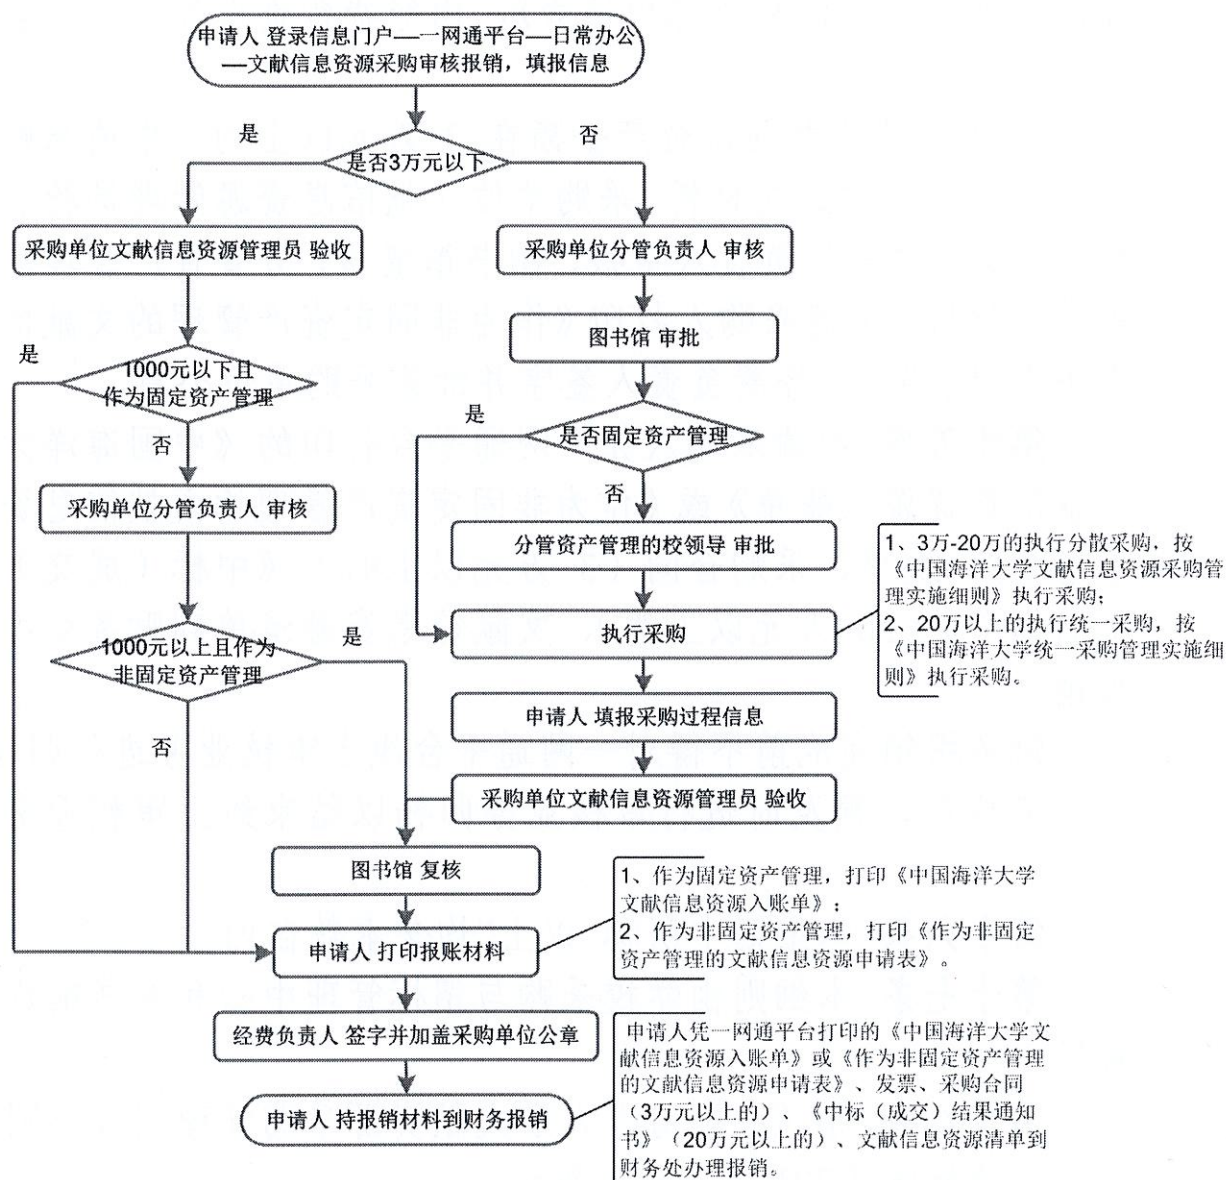 申请人 登录信息门户—一网通平台—日常办公
—文献信息资源采购审核报销，填报信息
是
否
是否3万元以下
采购单位文献信息资源管理员 验收
采购单位分管负责人 审核
图书馆 审批
是
1000元以下且
作为固定资产管理
是
是否固定资产管理
否
否
采购单位分管负责人 审核
分管资产管理的校领导 审批
1、3万-20万的执行分散采购，按
《中国海洋大学文献信息资源采购管
理实施细则》执行采购；
2、20万以上的执行统一采购，按
《中国海洋大学统一采购管理实施细
则》执行采购。
执行采购
是
1000元以上且作为
非固定资产管理
申请人 填报采购过程信息
否
采购单位文献信息资源管理员 验收
图书馆 复核
1、作为固定资产管理，打印《中国海洋大学
文献信息资源入账单》；
2、作为非固定资产管理，打印《作为非固定
资产管理的文献信息资源申请表》。
申请人 打印报账材料
经费负责人 签字并加盖采购单位公章
申请人凭一网通平台打印的《中国海洋大学文
献信息资源入账单》或《作为非固定资产管理
的文献信息资源申请表》、发票、采购合同
（3万元以上的）、《中标（成交）结果通知
书》（20万元以上的）、文献信息资源清单到
财务处办理报销。
申请人 持报销材料到财务报销